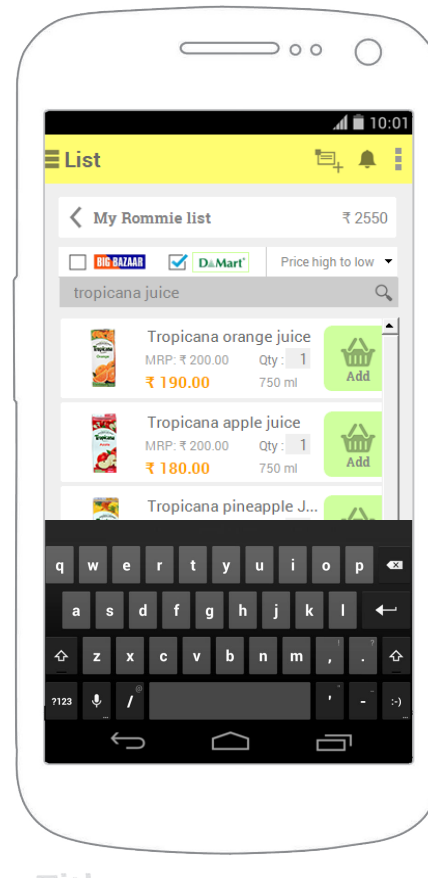 10:01
List
My Rommie list ₹ 2550
BIG BAZAAR D Mart Price high to low
tropicana juice
Tropicana orange juice
MRP: ₹ 200.00 Qty : 1
₹ 190.00 750 ml
Add
Tropicana apple juice
MRP: ₹ 200.00 Qty : 1
₹ 180.00 750 ml
Add
Tropicana pineapple J...
q w e r t y u i o p
a s d f g h j k l
z x c v b n m , ! . ?
?123 / @ ' - _ :-)